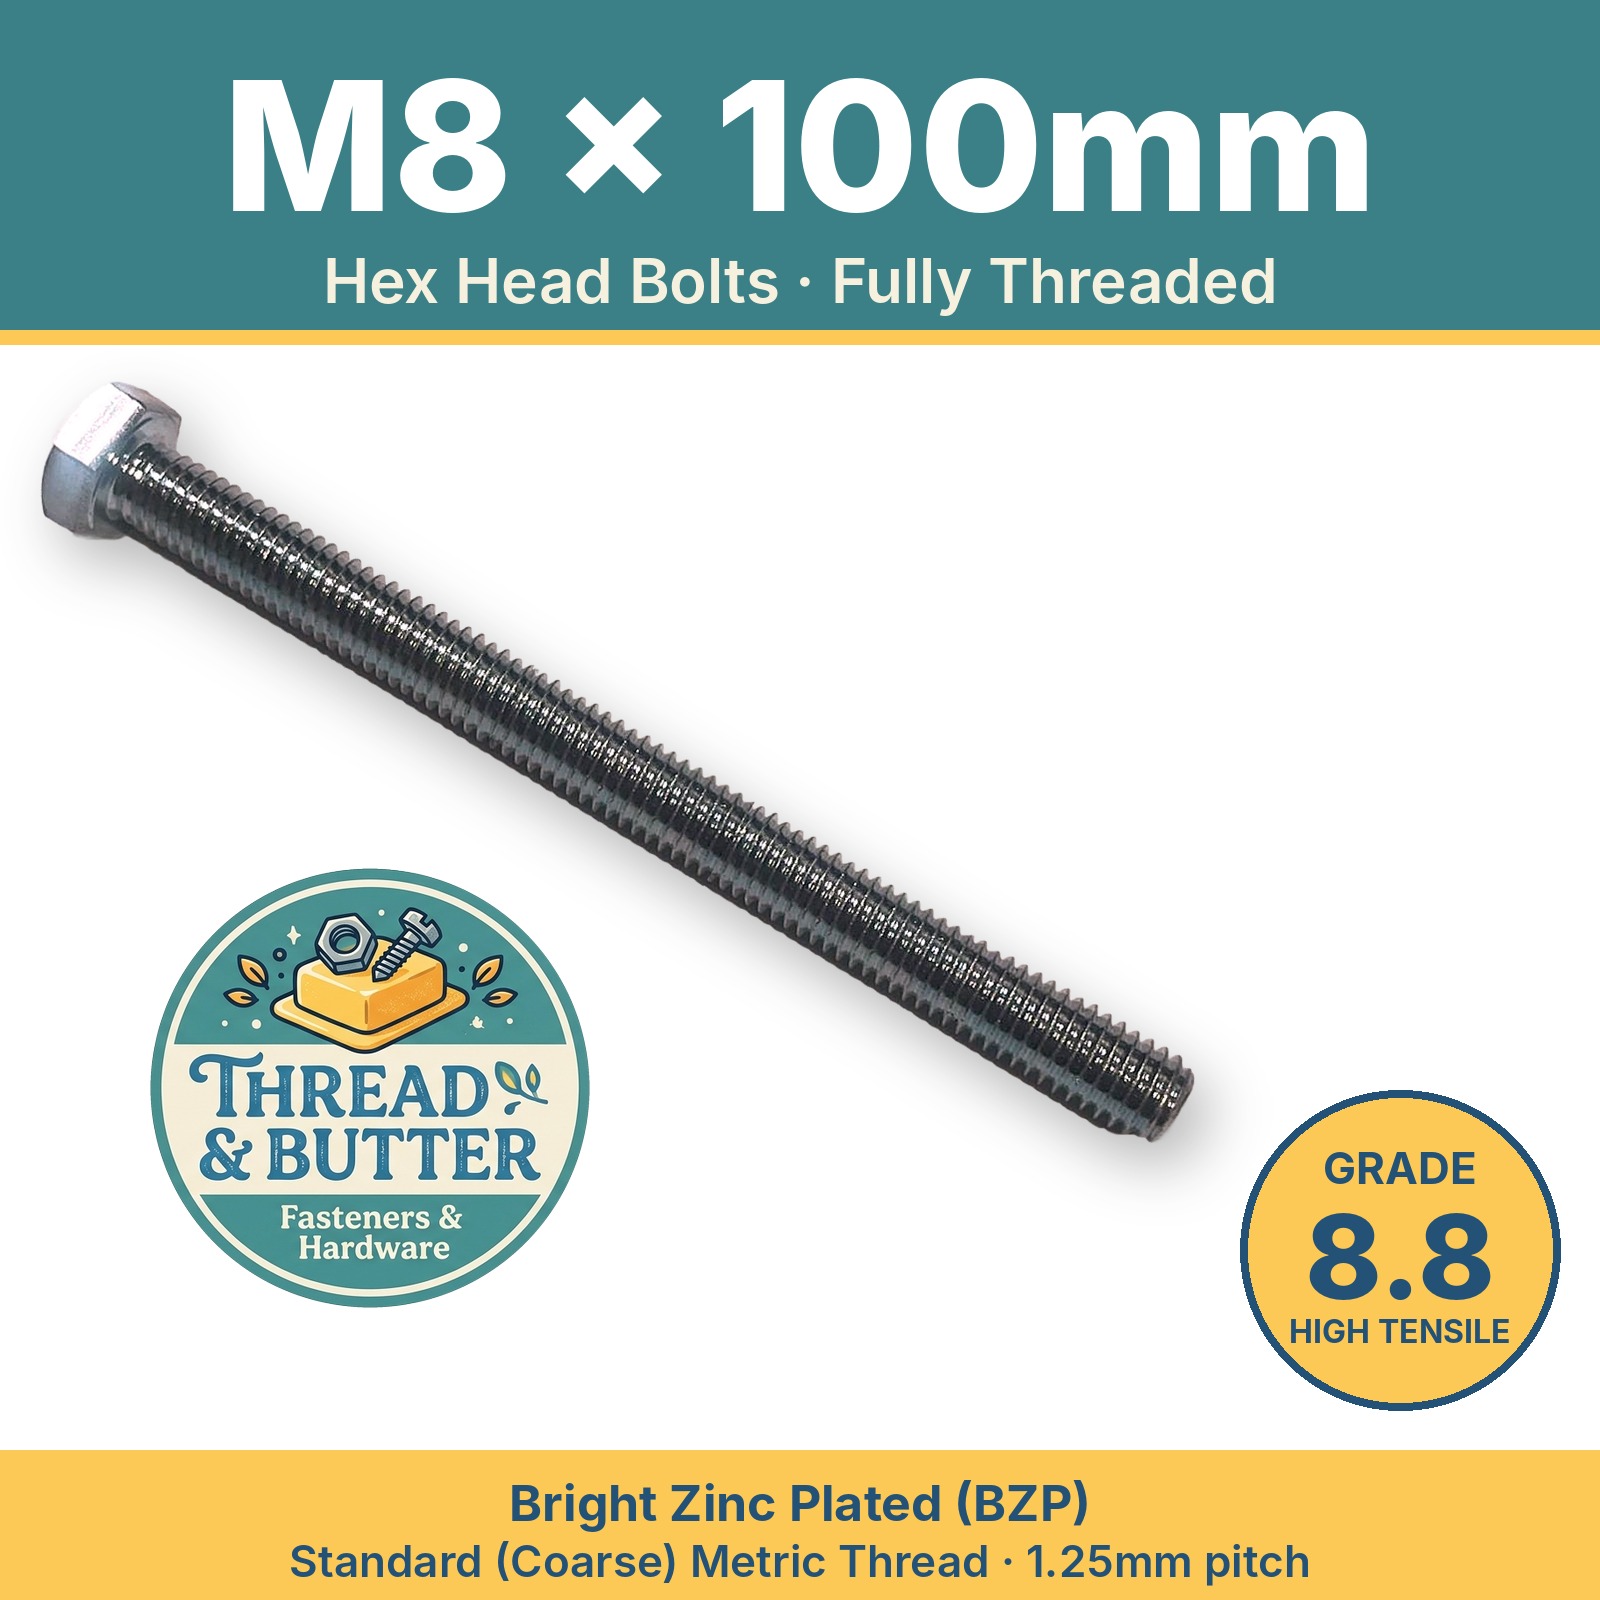 M8 × 100mm
Hex Head Bolts · Fully Threaded
THREAD
& BUTTER
Fasteners &
Hardware
GRADE
8.8
HIGH TENSILE
Bright Zinc Plated (BZP)
Standard (Coarse) Metric Thread · 1.25mm pitch